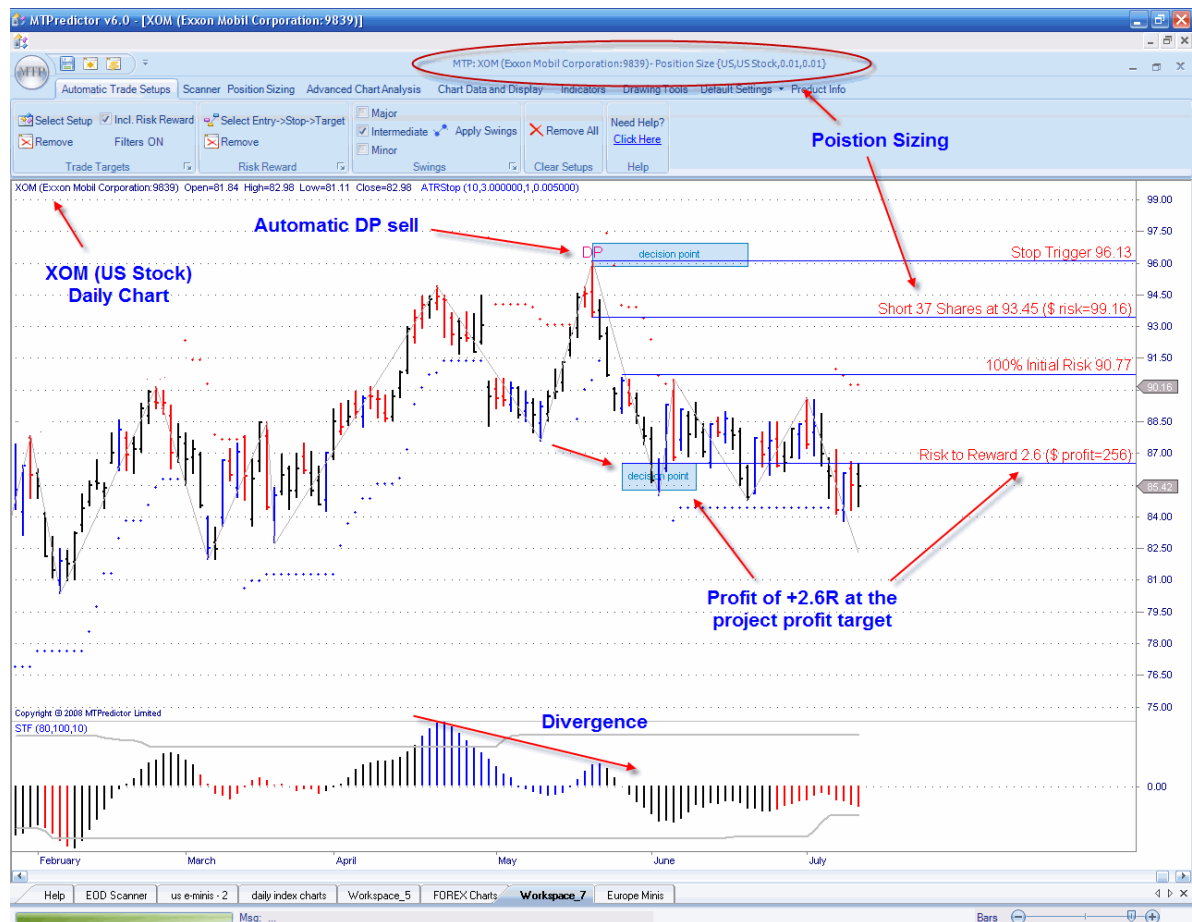 MTPredictor v6.0 - [XOM (Exxon Mobil Corporation:9839)]
MTP: XOM (Exxon Mobil Corporation:9839)- Position Size {US,US Stock,0.01,0.01}
MTP
Automatic Trade Setups Scanner Position Sizing Advanced Chart Analysis Chart Data and Display Indicators Drawing Tools Default Settings Product Info
Select Setup Incl. Risk Reward
Remove Filters ON
Trade Targets
Select Entry->Stop->Target
Remove
Risk Reward
Major
Intermediate Apply Swings
Minor
Swings
Remove All
Clear Setups
Need Help?
Click Here
Help
Poistion Sizing
XOM (Exxon Mobil Corporation:9839) Open=81.84 High=82.98 Low=81.11 Close=82.98 ATRStop (10,3.000000,1,0.005000)
99.00
Automatic DP sell
97.50
DP
decision point
Stop Trigger 96.13
96.00
XOM (US Stock)
Daily Chart
94.50
Short 37 Shares at 93.45 ($ risk=99.16)
93.00
91.50
100% Initial Risk 90.77
90.16
88.50
87.00
Risk to Reward 2.6 ($ profit=256)
decision point
85.42
84.00
82.50
81.00
Profit of +2.6R at the
project profit target
79.50
78.00
76.50
75.00
Copyright © 2008 MTPredictor Limited
STF (80,100,10)
Divergence
0.00
February March April May June July
Help EOD Scanner us e-minis - 2 daily index charts Workspace_5 FOREX Charts Workspace_7 Europe Minis
Msg: ...
Bars